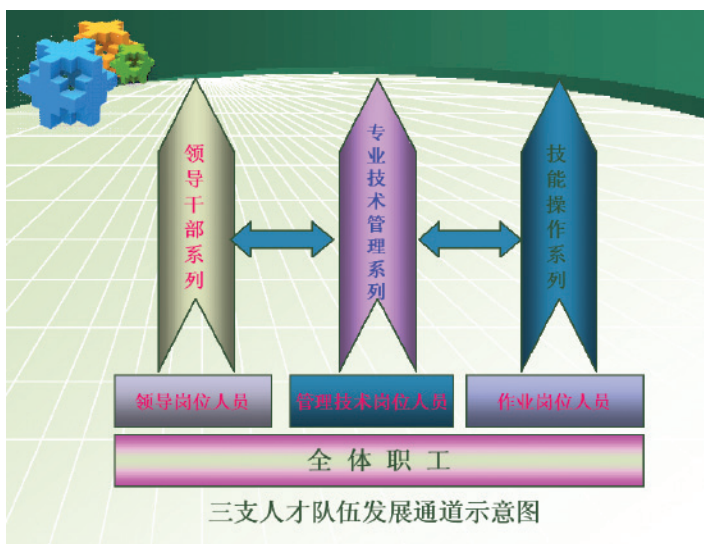 领导干部系列
专业技术管理系列
技能操作系列
领导岗位人员
管理技术岗位人员
作业岗位人员
全体职工
三支人才队伍发展通道示意图